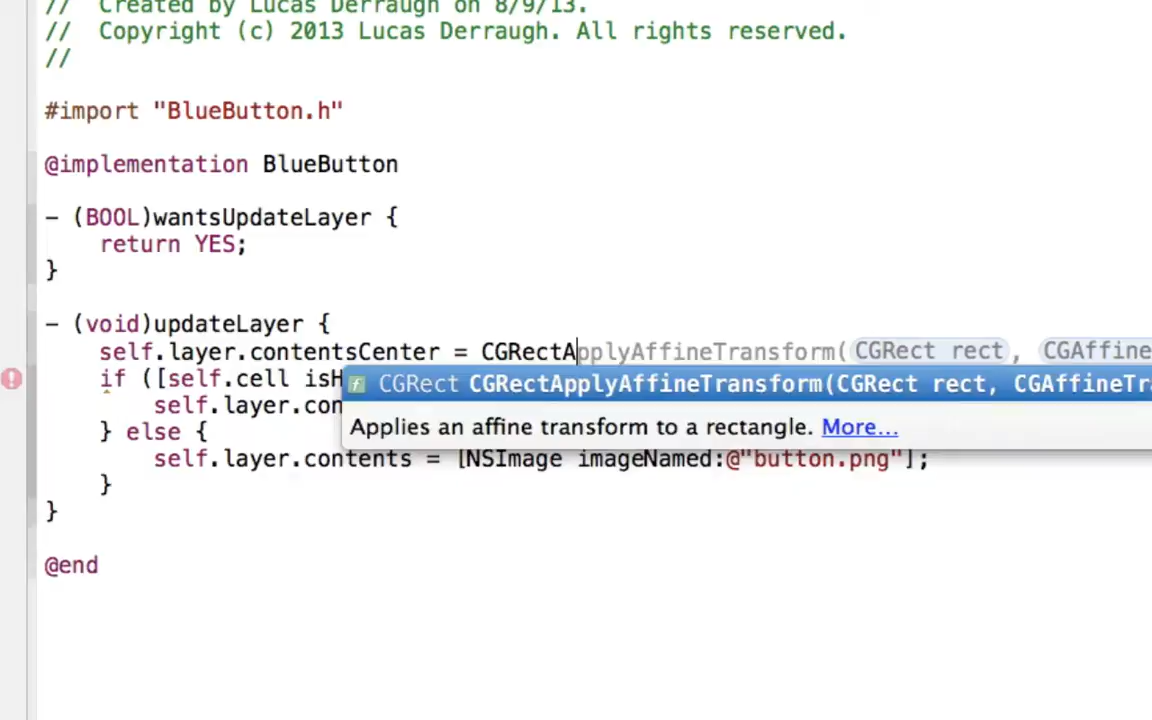 // Created by Lucas Derraugh on 8/9/13.
// Copyright (c) 2013 Lucas Derraugh. All rights reserved.
//
#import "BlueButton.h"
@implementation BlueButton
- (BOOL)wantsUpdateLayer {
return YES;
}
- (void)updateLayer {
self.layer.contentsCenter = CGRectApplyAffineTransform(CGRect rect, CGAffine
if ([self.cell isH
CGRect CGRectApplyAffineTransform(CGRect rect, CGAffineTra
self.layer.con
Applies an affine transform to a rectangle. More...
} else {
self.layer.contents = [NSImage imageNamed:@"button.png"];
}
}
@end